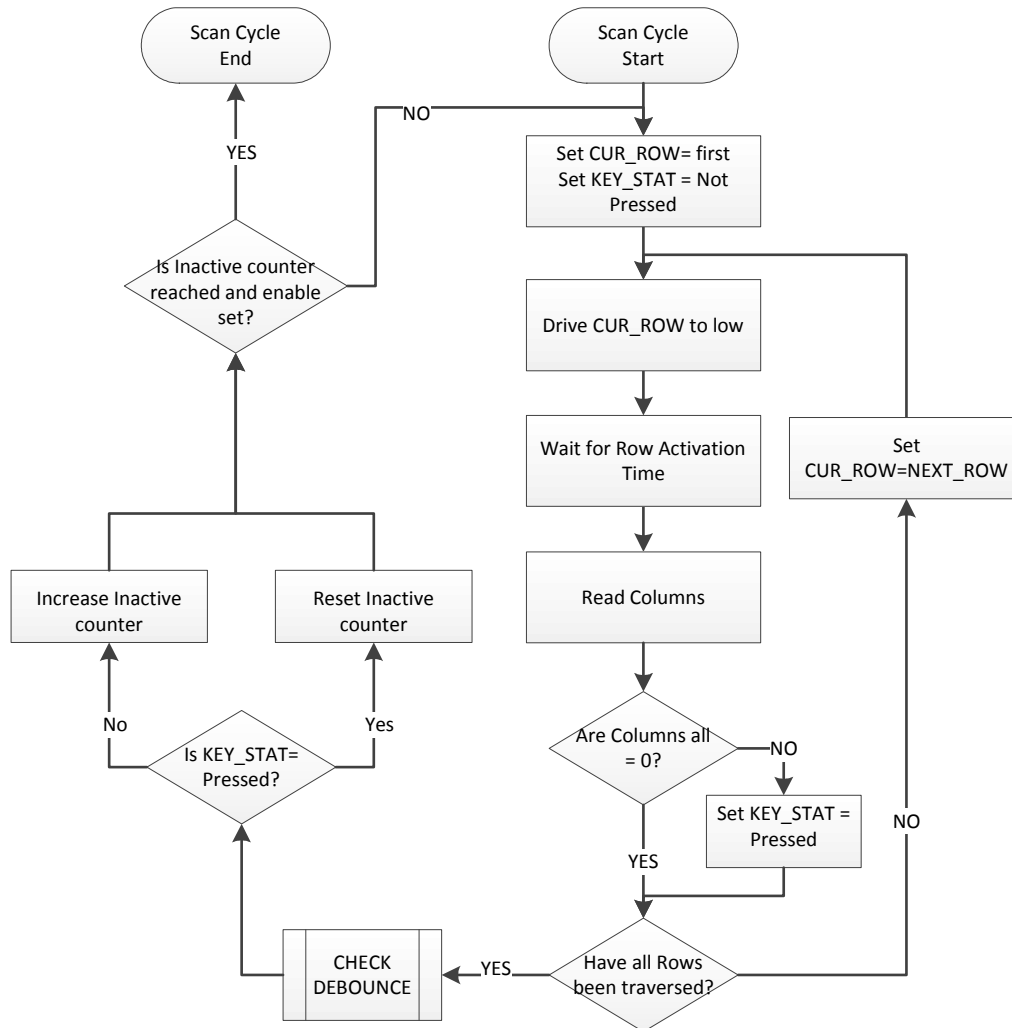 Scan Cycle
End
Scan Cycle
Start
NO
YES
Set CUR_ROW= first
Set KEY_STAT = Not
Pressed
Is Inactive counter
reached and enable
set?
Drive CUR_ROW to low
Wait for Row Activation
Time
Set
CUR_ROW=NEXT_ROW
Increase Inactive
counter
Reset Inactive
counter
Read Columns
No
Yes
Is KEY_STAT=
Pressed?
Are Columns all
= 0?
NO
Set KEY_STAT =
Pressed
NO
YES
CHECK
DEBOUNCE
YES
Have all Rows
been traversed?